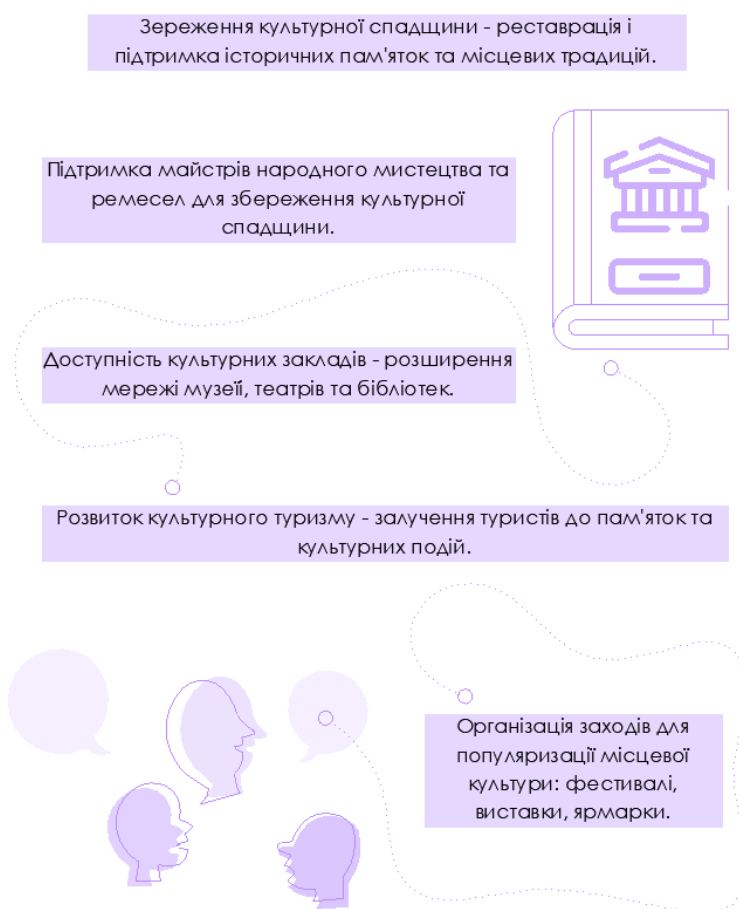 Зереження культурної спадщини - реставрація і
підтримка історичних пам'яток та місцевих традицій.
Підтримка майстрів народного мистецтва та
ремесел для збереження культурної
спадщини.
Доступність культурних закладів - розширення
мережі музеїї, театрів та бібліотек.
Розвиток культурного туризму - залучення туристів до пам'яток та
культурних подій.
Організація заходів для
популяризації місцевої
культури: фестивалі,
виставки, ярмарки.